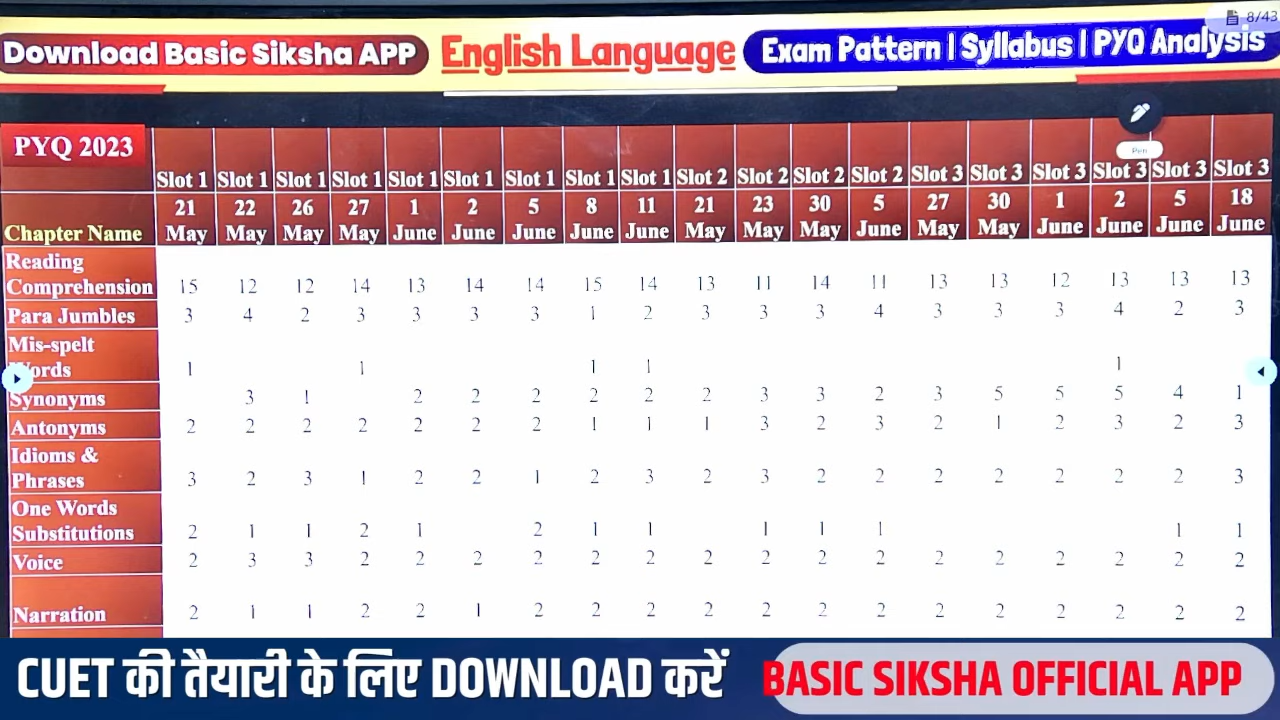 8/43
Download Basic Siksha APP English Language Exam Pattern | Syllabus | PYQ Analysis
Pen
PYQ 2023 Slot 1 Slot 1 Slot 1 Slot 1 Slot 1 Slot 1 Slot 1 Slot 1 Slot 1 Slot 2 Slot 2 Slot 2 Slot 2 Slot 3 Slot 3 Slot 3 Slot 3 Slot 3 Slot 3
21 22 26 27 1 2 5 8 11 21 23 30 5 27 30 1 2 5 18
Chapter Name May May May May June June June June June May May May June May May June June June June
Reading
Comprehension 15 12 12 14 13 14 14 15 14 13 11 14 11 13 13 12 13 13 13
Para Jumbles 3 4 2 3 3 3 3 1 2 3 3 3 4 3 3 3 4 2 3
Mis-spelt
Words 1 1 1 1 1
Synonyms 3 1 2 2 2 2 2 2 3 3 2 3 5 5 5 4 1
Antonyms 2 2 2 2 2 2 2 1 1 1 3 2 3 2 1 2 3 2 3
Idioms &
Phrases 3 2 3 1 2 2 1 2 3 2 3 2 2 2 2 2 2 2 3
One Words
Substitutions 2 1 1 2 1 2 1 1 1 1 1 1 1
Voice 2 3 3 2 2 2 2 2 2 2 2 2 2 2 2 2 2 2 2
Narration 2 1 1 2 2 1 2 2 2 2 2 2 2 2 2 2 2 2 2
CUET की तैयारी के लिए DOWNLOAD करें BASIC SIKSHA OFFICIAL APP